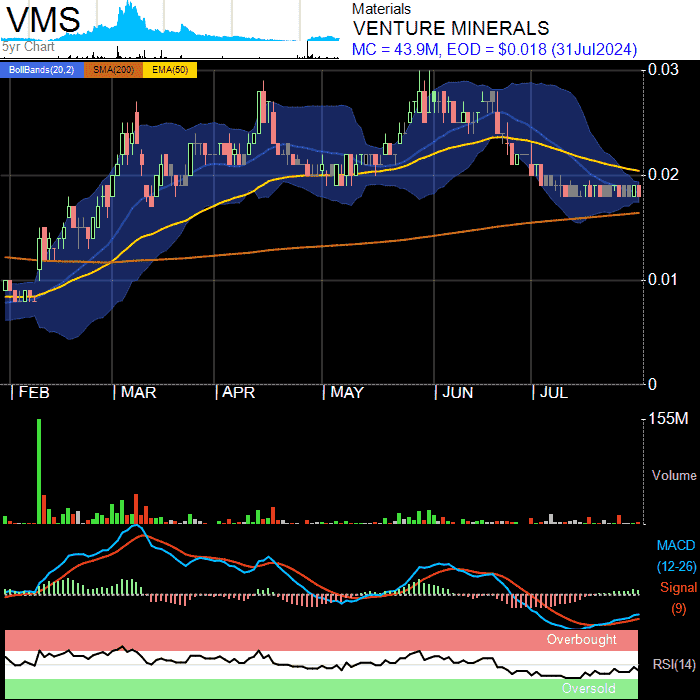 VMS
5yr Chart
Materials
VENTURE MINERALS
MC = 43.9M, EOD = $0.018 (31Jul2024)
BollBands(20,2) SMA(200) EMA(50)
0.03
0.02
0.01
0
FEB MAR APR MAY JUN JUL
155M
Volume
MACD
(12-26)
Signal
(9)
Overbought
RSI(14)
Oversold